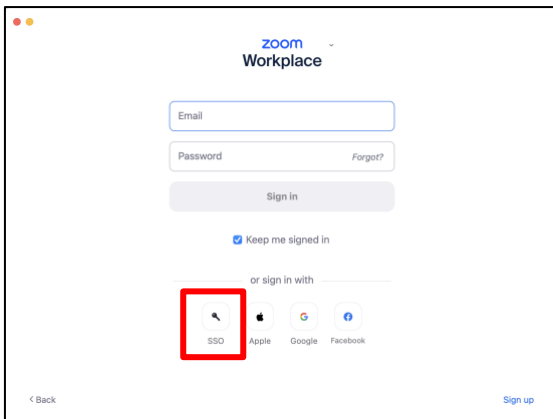 zoom
Workplace
Email
Password Forgot?
Sign in
Keep me signed in
or sign in with
SSO Apple Google Facebook
< Back Sign up